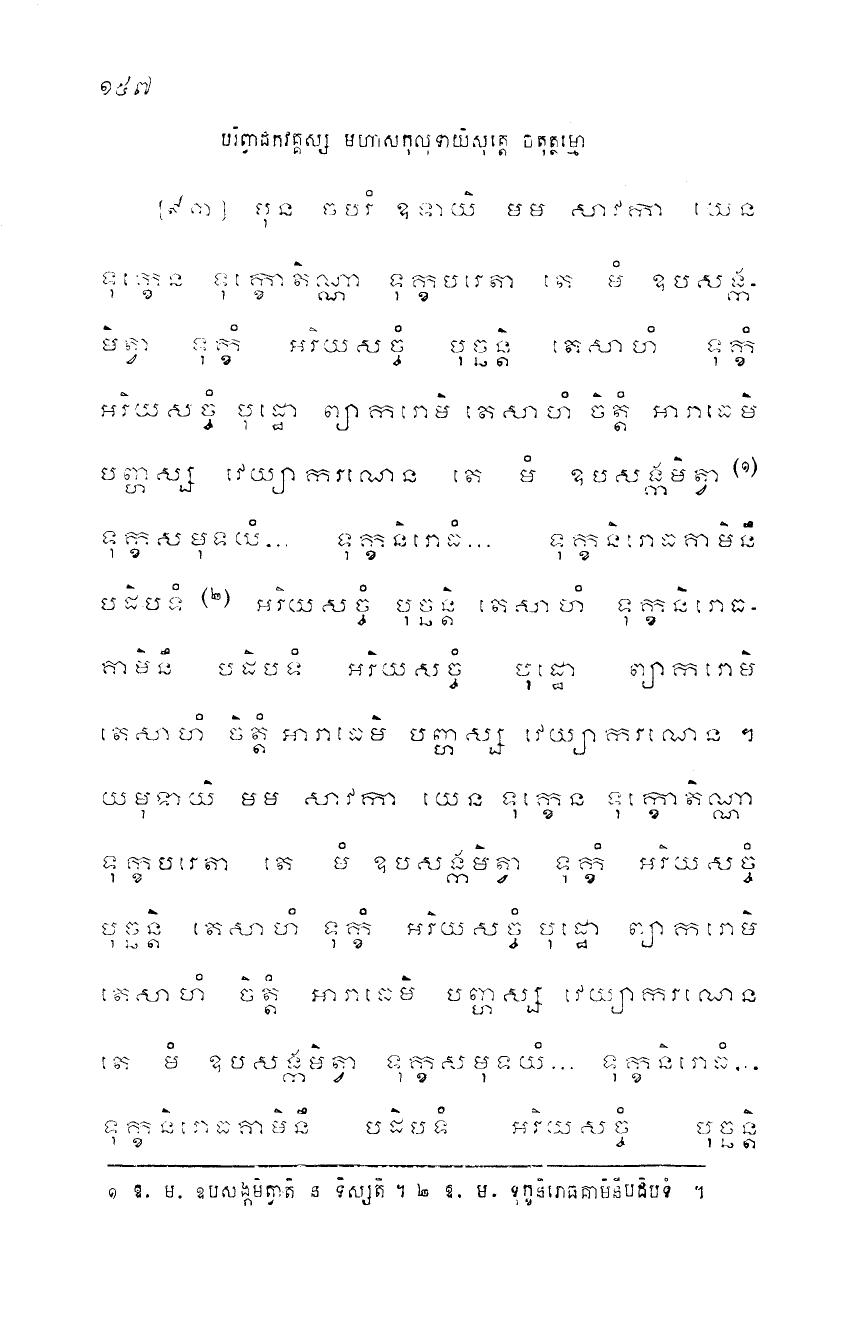 ១៥៧
បរិព្វាជកវគ្គស្ស មហាសកុលុទាយិសុត្តេ ចតុត្ថធម្មោ
[៩៣] បុន ចបរំ ឧទាយិ មម សាវកា យេន
ទុក្ខេន ទុក្ខោតិណ្ណា ទុក្ខបរេតា តេ មំ ឧបសង្ក-
មិត្វា ទុក្ខំ អរិយសច្ចំ បុច្ឆន្តិ តេសាហំ ទុក្ខំ
អរិយសច្ចំ បុដ្ឋោ ព្យាករោមិ តេសាហំ ចិត្តំ អារាធេមិ
បញ្ហស្ស វេយ្យាករណេន តេ មំ ឧបសង្កមិត្វា (១)
ទុក្ខសមុទយំ... ទុក្ខនិរោធំ... ទុក្ខនិរោធគាមិនឹ
បដិបទំ (២) អរិយសច្ចំ បុច្ឆន្តិ តេសាហំ ទុក្ខនិរោធ-
គាមិនឹ បដិបទំ អរិយសច្ចំ បុដ្ឋោ ព្យាករោមិ
តេសាហំ ចិត្តំ អារាធេមិ បញ្ហស្ស វេយ្យាករណេន ។
យមុទាយិ មម សាវកា យេន ទុក្ខេន ទុក្ខោតិណ្ណា
ទុក្ខបរេតា តេ មំ ឧបសង្កមិត្វា ទុក្ខំ អរិយសច្ចំ
បុច្ឆន្តិ តេសាហំ ទុក្ខំ អរិយសច្ចំ បុដ្ឋោ ព្យាករោមិ
តេសាហំ ចិត្តំ អារាធេមិ បញ្ហស្ស វេយ្យាករណេន
តេ មំ ឧបសង្កមិត្វា ទុក្ខសមុទយំ... ទុក្ខនិរោធំ...
ទុក្ខនិរោធគាមិនឹ បដិបទំ អរិយសច្ចំ បុច្ឆន្តិ
១ ឱ. ម. ឧបសង្កមិត្វាតិ ន ទិស្សតិ ។ ២ ឱ. ម. ទុក្ខនិរោធគាមិនីបដិបទំ ។